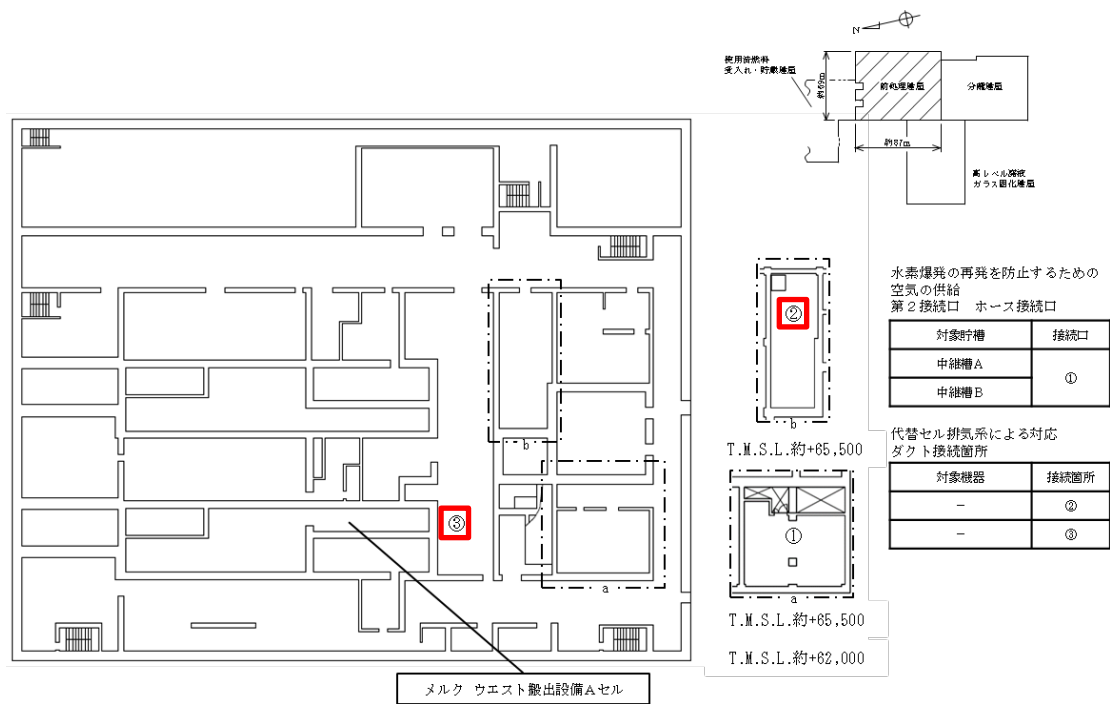 N
使用済燃料
受入れ・貯蔵建屋
約69m
前処理建屋
分離建屋
約87m
高レベル廃液
ガラス固化建屋
水素爆発の再発を防止するための
空気の供給
第２接続口　ホース接続口
対象貯槽 接続口
中継槽Ａ ①
中継槽Ｂ
代替セル排気系による対応
ダクト接続箇所
対象機器 接続箇所
－ ②
－ ③
②
b
T.M.S.L.約+65,500
①
a
T.M.S.L.約+65,500
T.M.S.L.約+62,000
b
③
a
メルク ウエスト搬出設備Ａセル